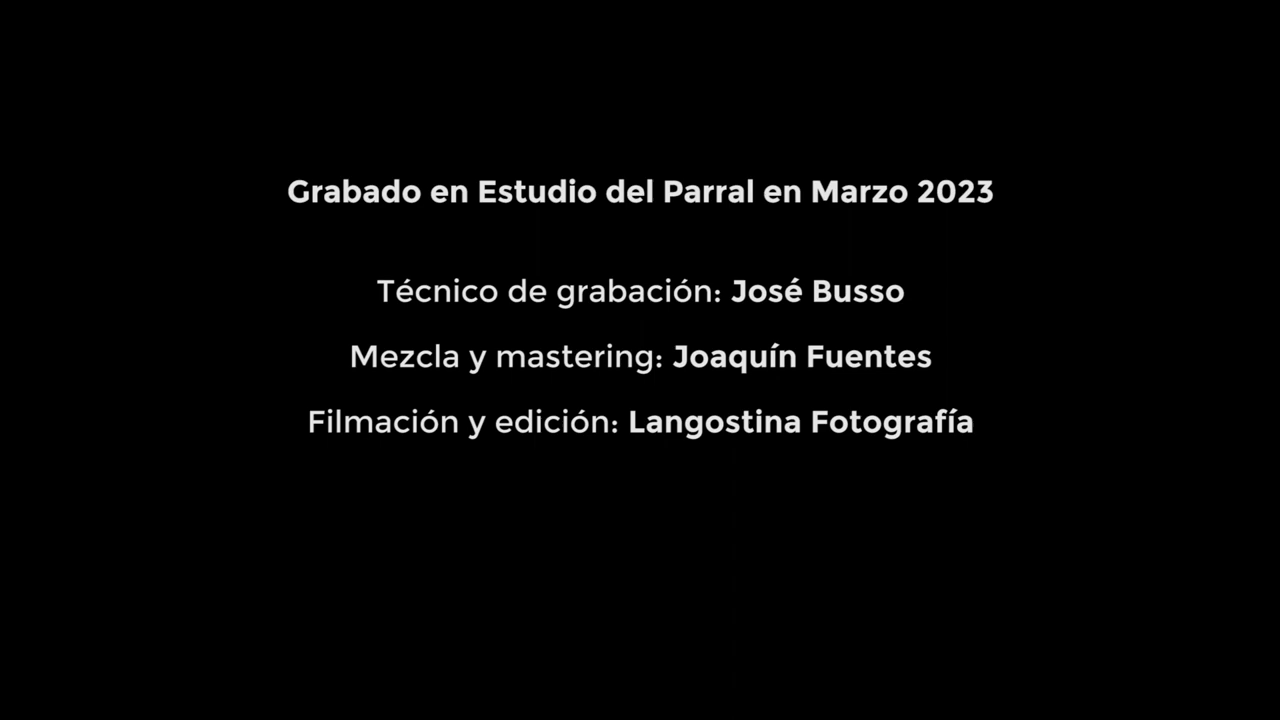 Grabado en Estudio del Parral en Marzo 2023
Técnico de grabación: José Busso
Mezcla y mastering: Joaquín Fuentes
Filmación y edición: Langostina Fotografía